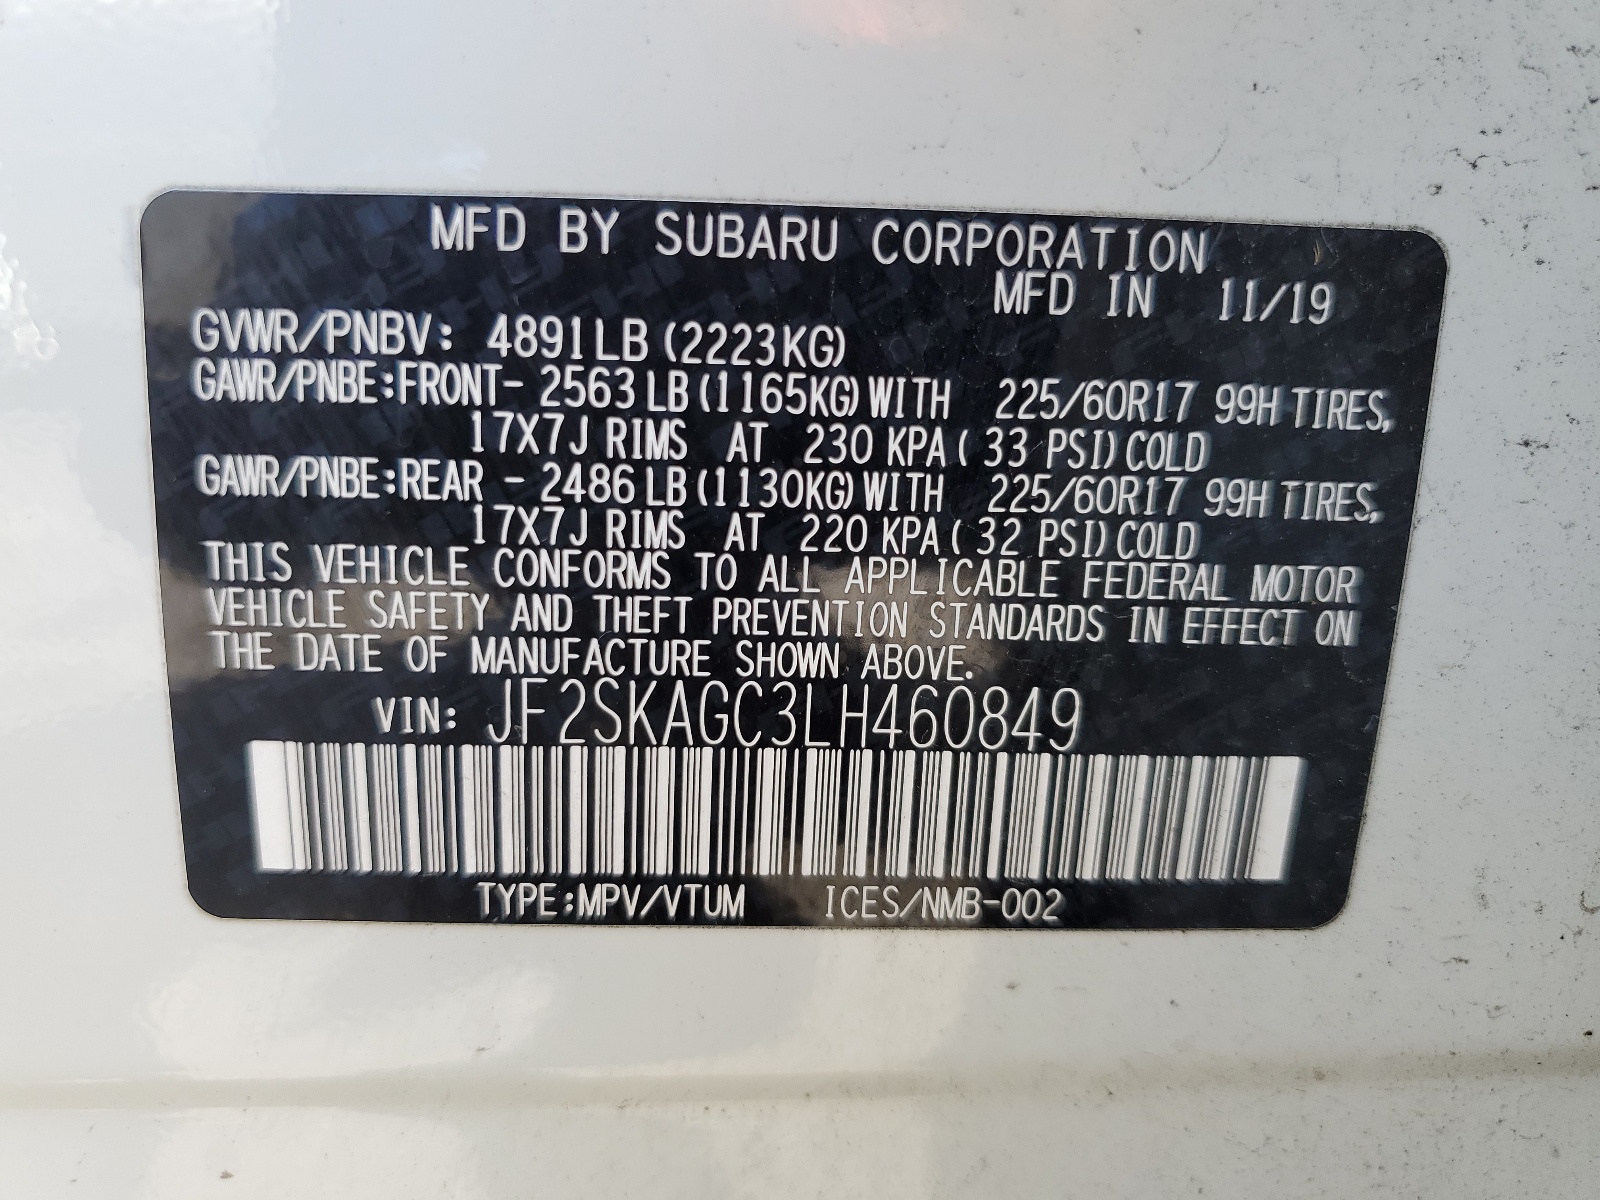 MFD BY SUBARU CORPORATION
MFD IN 11/19
GVWR/PNBV: 4891LB (2223KG)
GAWR/PNBE:FRONT- 2563 LB (1165KG) WITH 225/60R17 99H TIRES,
17X7J RIMS AT 230 KPA ( 33 PSI) COLD
GAWR/PNBE:REAR - 2486 LB (1130KG) WITH 225/60R17 99H TIRES,
17X7J RIMS AT 220 KPA ( 32 PSI) COLD
THIS VEHICLE CONFORMS TO ALL APPLICABLE FEDERAL MOTOR
VEHICLE SAFETY AND THEFT PREVENTION STANDARDS IN EFFECT ON
THE DATE OF MANUFACTURE SHOWN ABOVE.
VIN: JF2SKAGC3LH460849
TYPE:MPV/VTUM ICES/NMB-002